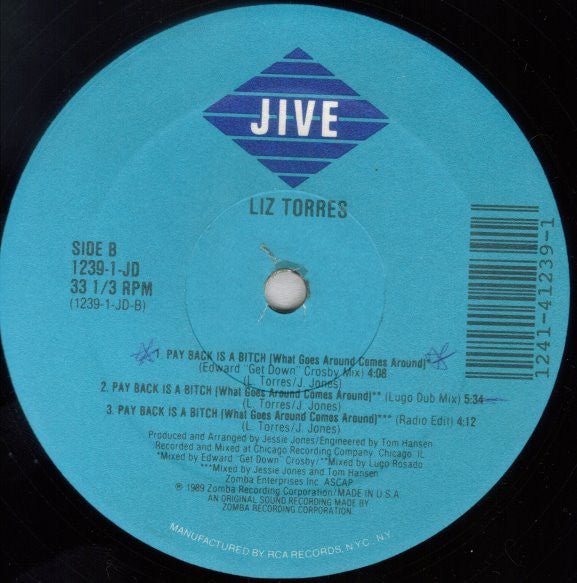 JIVE
LIZ TORRES
SIDE B
1239-1-JD
33 1/3 RPM
(1239-1-JD-B)
1241-41239-1
1. PAY BACK IS A BITCH (What Goes Around Comes Around)*
(Edward "Get Down" Crosby Mix) 4:08
(L. Torres/J. Jones)
2. PAY BACK IS A BITCH (What Goes Around Comes Around)** (Lugo Dub Mix) 5:34
(L. Torres/J. Jones)
3. PAY BACK IS A BITCH (What Goes Around Comes Around)*** (Radio Edit) 4:12
(L. Torres/J. Jones)
Produced and Arranged by Jessie Jones/Engineered by Tom Hansen
Recorded and Mixed at Chicago Recording Company. Chicago. IL
*Mixed by Edward "Get Down" Crosby/**Mixed by Lugo Rosado
***Mixed by Jessie Jones and Tom Hansen
Zomba Enterprises Inc. ASCAP
℗ 1989 Zomba Recording Corporation/MADE IN U.S.A.
AN ORIGINAL SOUND RECORDING MADE BY
ZOMBA RECORDING CORPORATION.
MANUFACTURED BY RCA RECORDS, N.Y.C., N.Y.